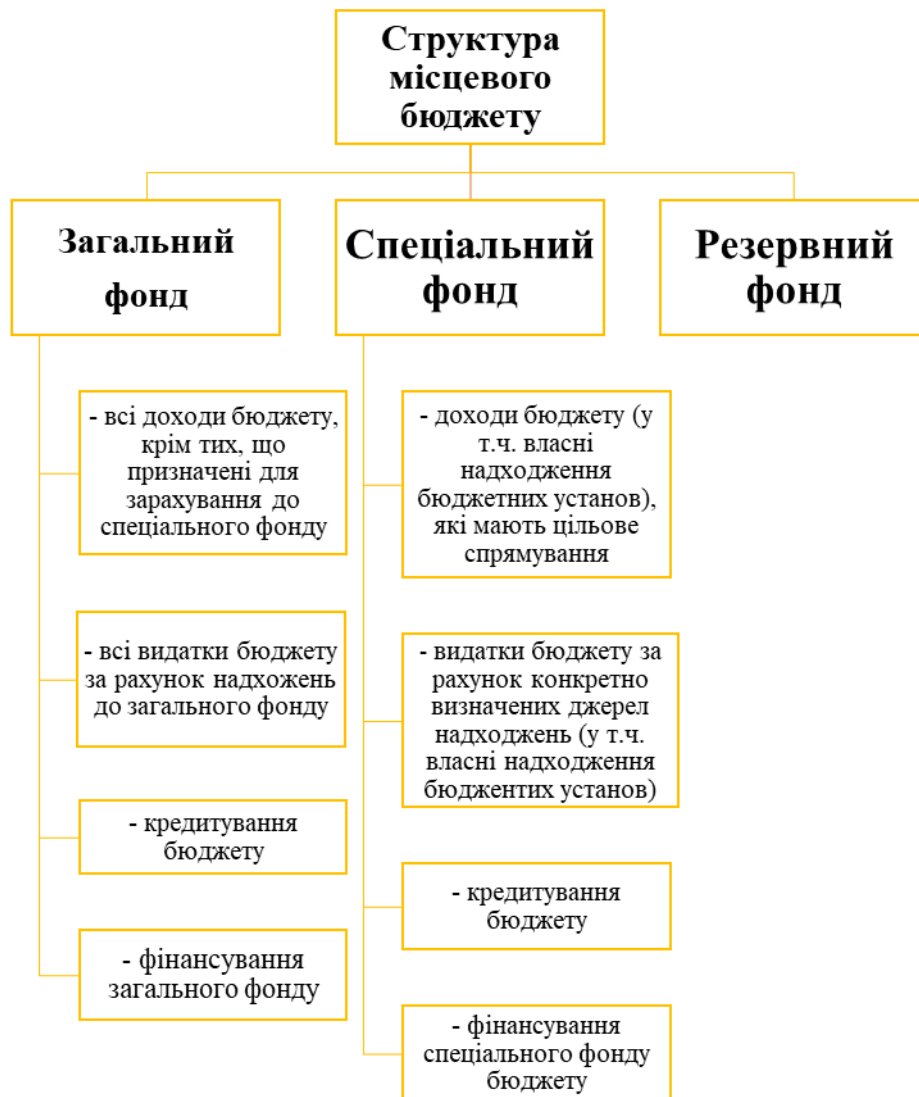 Структура
місцевого
бюджету
Загальний
фонд
Спеціальний
фонд
Резервний
фонд
- всі доходи бюджету,
крім тих, що
призначені для
зарахування до
спеціального фонду
- всі видатки бюджету
за рахунок надхожень
до загального фонду
- кредитування
бюджету
- фінансування
загального фонду
- доходи бюджету (у
т.ч. власні
надходження
бюджетних установ),
які мають цільове
спрямування
- видатки бюджету за
рахунок конкретно
визначених джерел
надходжень (у т.ч.
власні надходження
бюджентих установ)
- кредитування
бюджету
- фінансування
спеціального фонду
бюджету